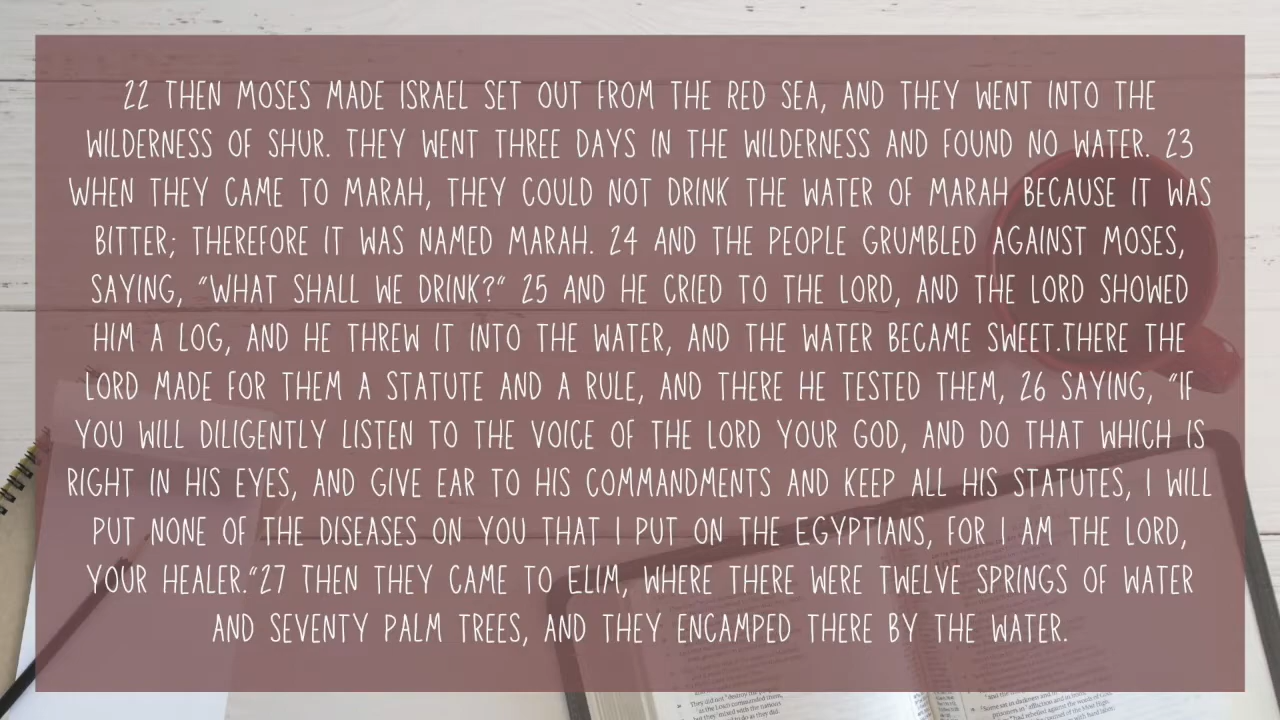 22 THEN MOSES MADE ISRAEL SET OUT FROM THE RED SEA, AND THEY WENT INTO THE
WILDERNESS OF SHUR. THEY WENT THREE DAYS IN THE WILDERNESS AND FOUND NO WATER. 23
WHEN THEY CAME TO MARAH, THEY COULD NOT DRINK THE WATER OF MARAH BECAUSE IT WAS
BITTER; THEREFORE IT WAS NAMED MARAH. 24 AND THE PEOPLE GRUMBLED AGAINST MOSES,
SAYING, "WHAT SHALL WE DRINK?" 25 AND HE CRIED TO THE LORD, AND THE LORD SHOWED
HIM A LOG, AND HE THREW IT INTO THE WATER, AND THE WATER BECAME SWEET.THERE THE
LORD MADE FOR THEM A STATUTE AND A RULE, AND THERE HE TESTED THEM, 26 SAYING, "IF
YOU WILL DILIGENTLY LISTEN TO THE VOICE OF THE LORD YOUR GOD, AND DO THAT WHICH IS
RIGHT IN HIS EYES, AND GIVE EAR TO HIS COMMANDMENTS AND KEEP ALL HIS STATUTES, I WILL
PUT NONE OF THE DISEASES ON YOU THAT I PUT ON THE EGYPTIANS, FOR I AM THE LORD,
YOUR HEALER."27 THEN THEY CAME TO ELIM, WHERE THERE WERE TWELVE SPRINGS OF WATER
AND SEVENTY PALM TREES, AND THEY ENCAMPED THERE BY THE WATER.